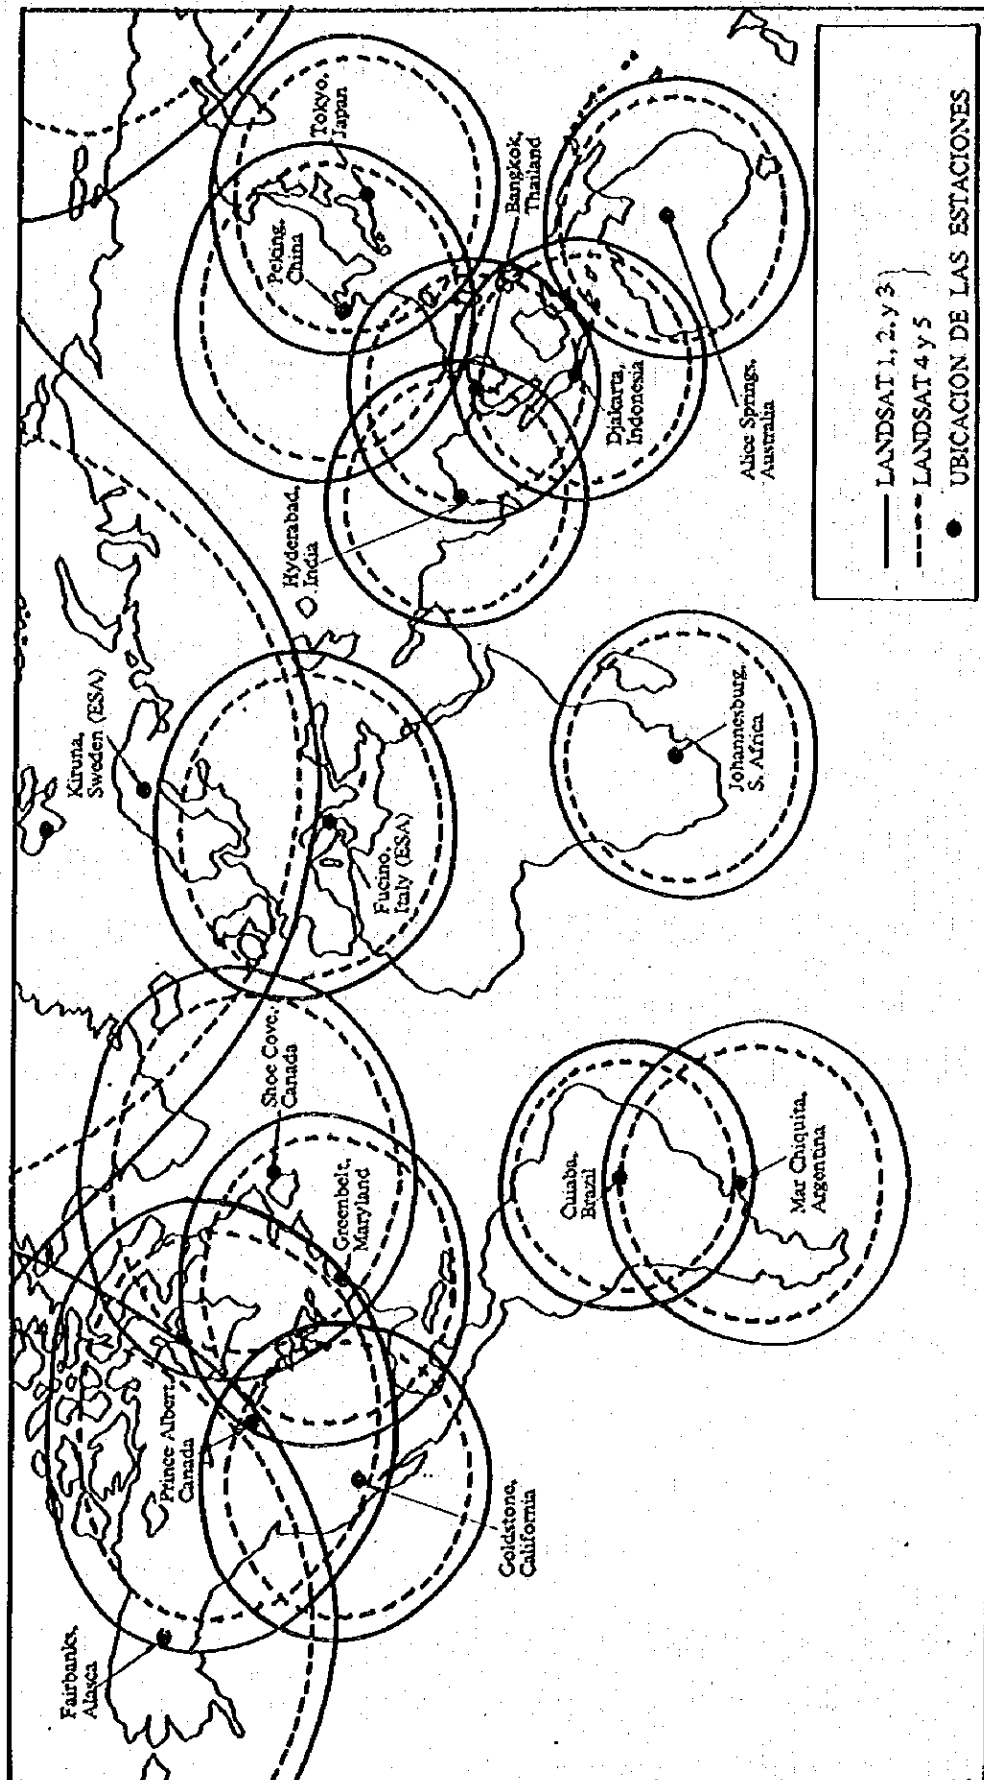 Fairbanks,
Alasca
Prince Albert,
Canada
Goldstone,
California
Greenbelt,
Maryland
Shoe Cove,
Canada
Cuiaba,
Brazil
Mar Chiquita,
Argentina
Kiruna,
Sweden (ESA)
Fucino,
Italy (ESA)
Johannesburg,
S. Africa
Hyderabad,
India
Peking,
China
Tokyo,
Japan
Bangkok,
Thailand
Djakarta,
Indonesia
Alice Springs,
Australia
LANDSAT 1, 2, y 3
LANDSAT 4 y 5
UBICACION DE LAS ESTACIONES